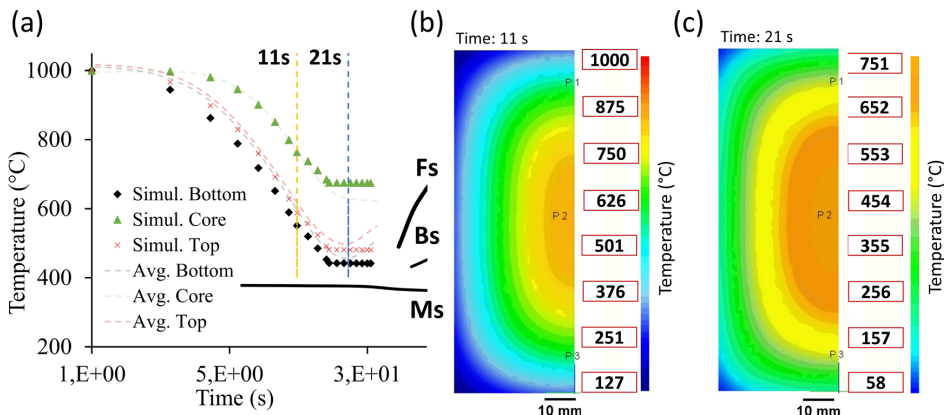 (a)
11s 21s
1000
800
600
400
200
Temperature (°C)
Simul. Bottom
Simul. Core
Simul. Top
Avg. Bottom
Avg. Core
Avg. Top
Fs
Bs
Ms
1,E+00 5,E+00 3,E+01
Time (s)
(b)
Time: 11 s
P 1
P 2
P 3
1000
875
750
626
501
376
251
127
Temperature (°C)
10 mm
(c)
Time: 21 s
P 1
P 2
P 3
751
652
553
454
355
256
157
58
Temperature (°C)
10 mm